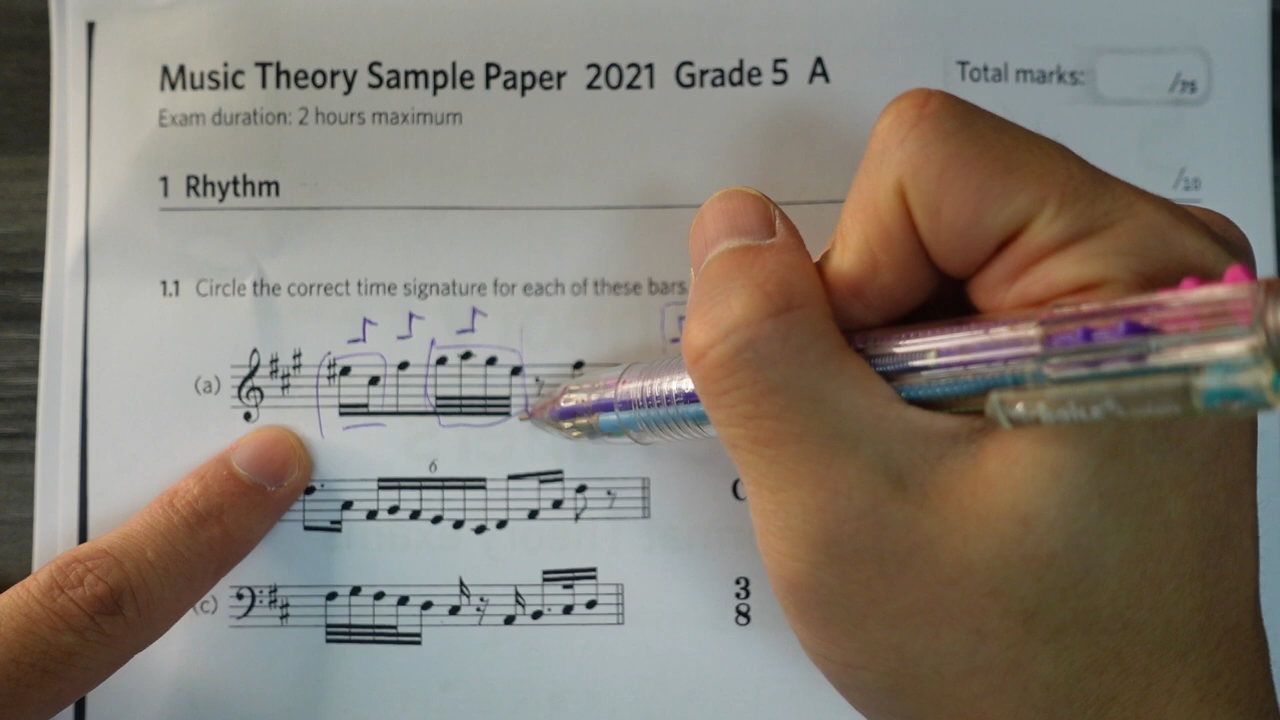 Music Theory Sample Paper 2021 Grade 5 A
Total marks: /75
Exam duration: 2 hours maximum
1 Rhythm
/10
1.1 Circle the correct time signature for each of these bars.
(a)
6
C
(c)
3
8